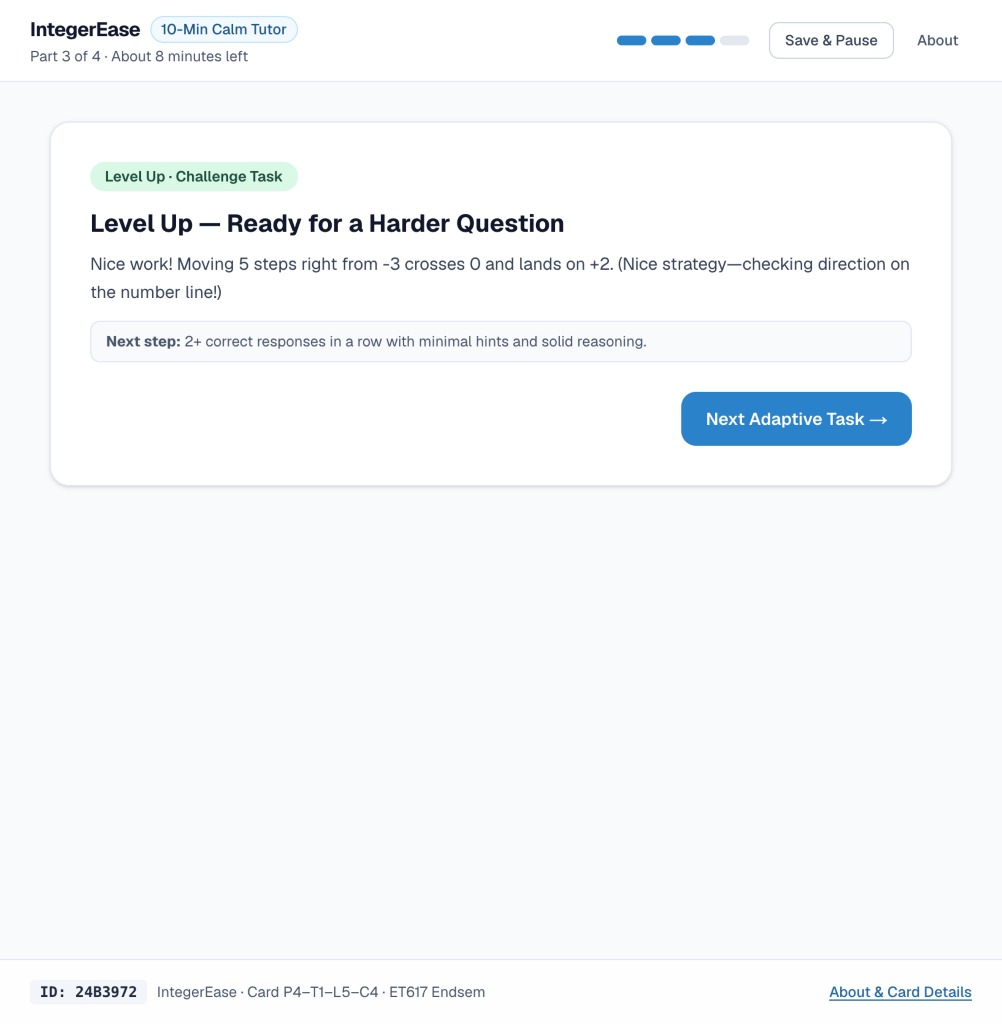 IntegerEase 10-Min Calm Tutor
Part 3 of 4 · About 8 minutes left
Save & Pause
About
Level Up · Challenge Task
Level Up — Ready for a Harder Question
Nice work! Moving 5 steps right from -3 crosses 0 and lands on +2. (Nice strategy—checking direction on
the number line!)
Next step: 2+ correct responses in a row with minimal hints and solid reasoning.
Next Adaptive Task →
ID: 24B3972 IntegerEase · Card P4–T1–L5–C4 · ET617 Endsem
About & Card Details